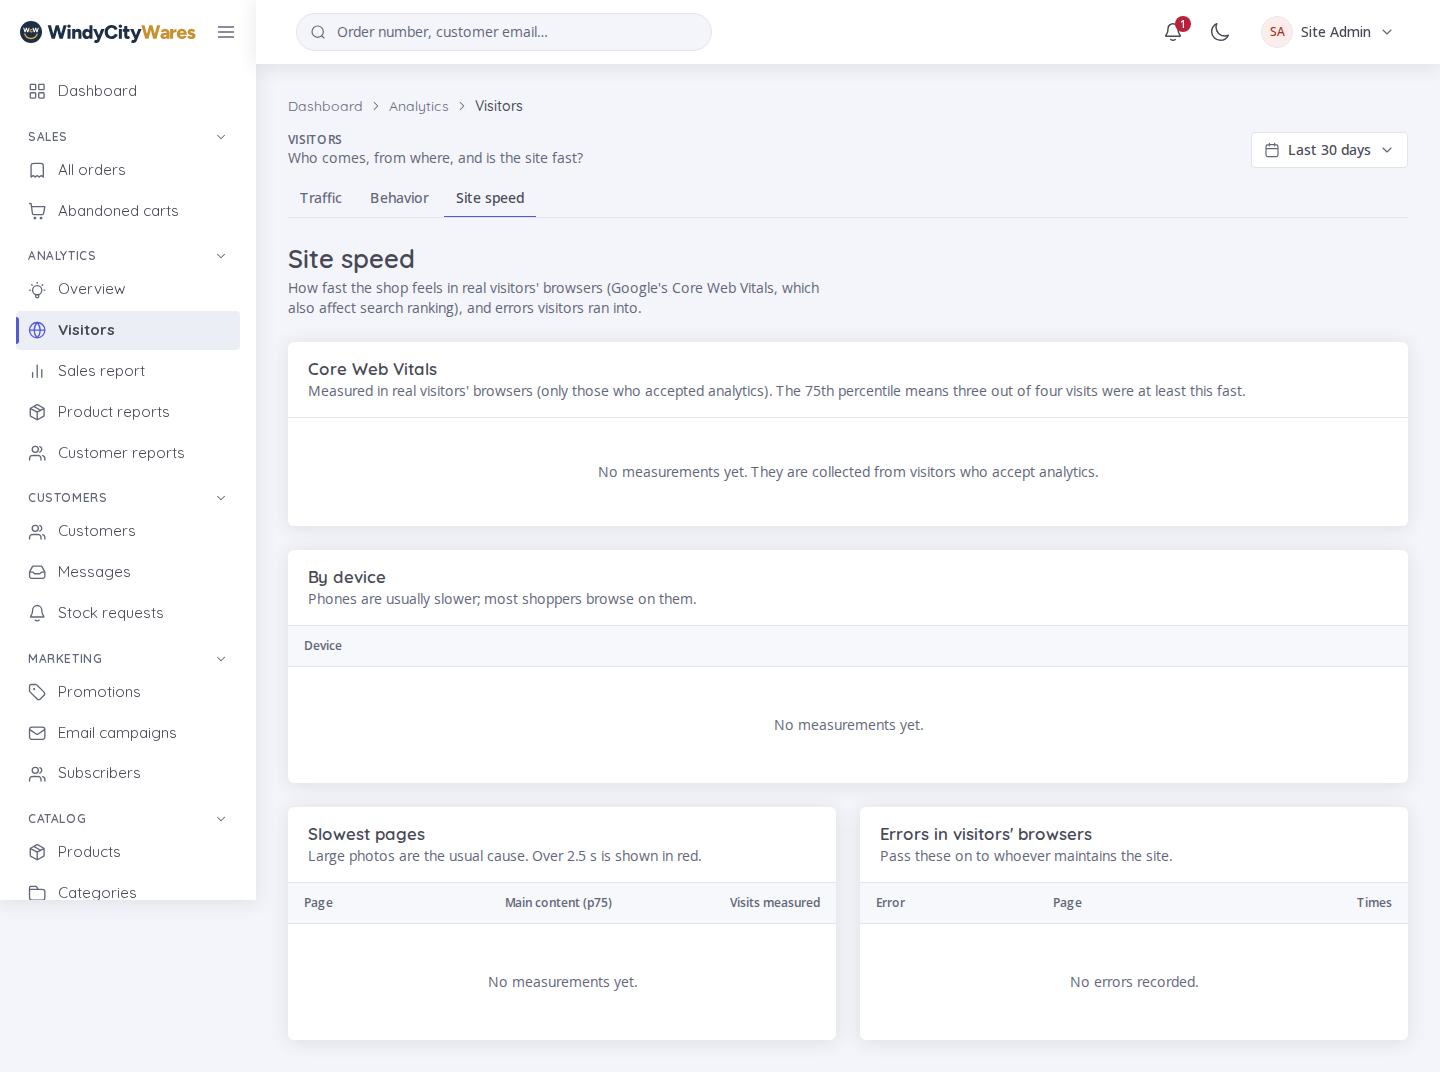 WindyCityWares
Order number, customer email...
1
SA
Site Admin
Dashboard
SALES
All orders
Abandoned carts
ANALYTICS
Overview
Visitors
Sales report
Product reports
Customer reports
CUSTOMERS
Customers
Messages
Stock requests
MARKETING
Promotions
Email campaigns
Subscribers
CATALOG
Products
Categories
Dashboard > Analytics > Visitors
VISITORS
Who comes, from where, and is the site fast?
Last 30 days
Traffic Behavior Site speed
Site speed
How fast the shop feels in real visitors' browsers (Google's Core Web Vitals, which
also affect search ranking), and errors visitors ran into.
Core Web Vitals
Measured in real visitors' browsers (only those who accepted analytics). The 75th percentile means three out of four visits were at least this fast.
No measurements yet. They are collected from visitors who accept analytics.
By device
Phones are usually slower; most shoppers browse on them.
Device
No measurements yet.
Slowest pages
Large photos are the usual cause. Over 2.5 s is shown in red.
Page Main content (p75) Visits measured
No measurements yet.
Errors in visitors' browsers
Pass these on to whoever maintains the site.
Error Page Times
No errors recorded.